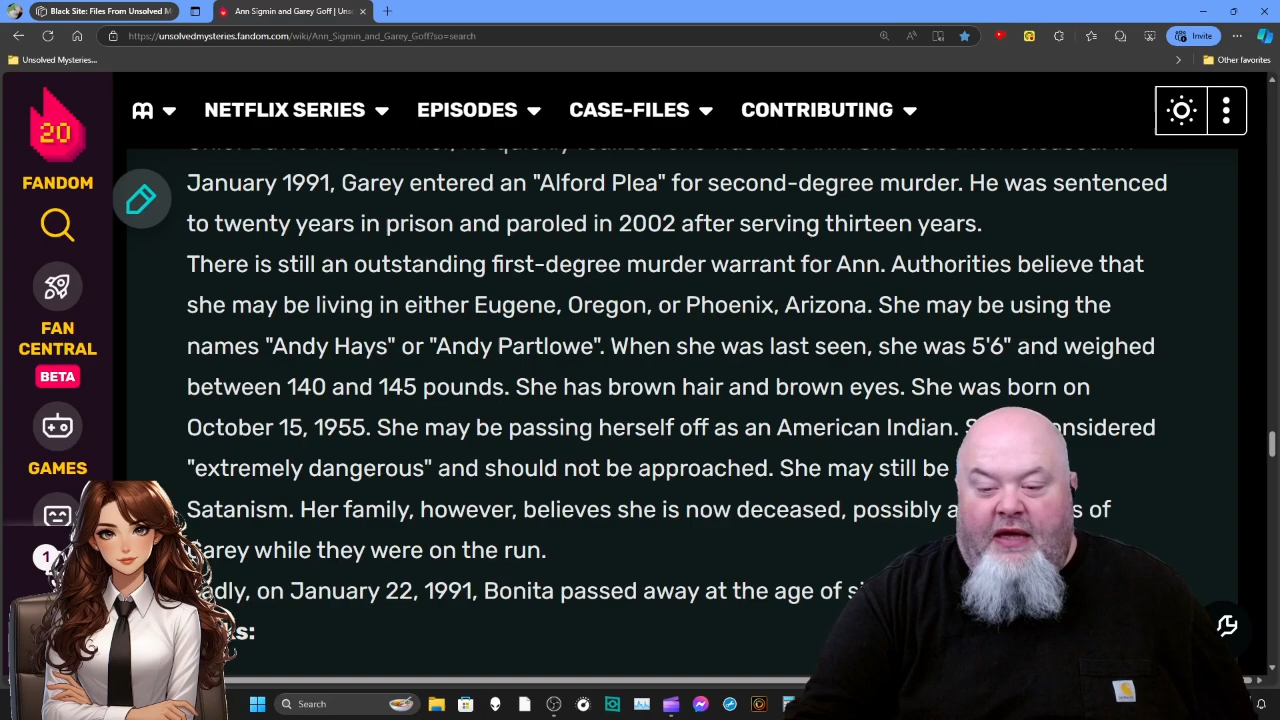 Black Site: Files From Unsolved M
Ann Sigmin and Garey Goff | Uns
https://unsolvedmysteries.fandom.com/wiki/Ann_Sigmin_and_Garey_Goff?so=search
Invite
Unsolved Mysteries...
Other favorites
20
NETFLIX SERIES
EPISODES
CASE-FILES
CONTRIBUTING
FANDOM
January 1991, Garey entered an "Alford Plea" for second-degree murder. He was sentenced
to twenty years in prison and paroled in 2002 after serving thirteen years.
There is still an outstanding first-degree murder warrant for Ann. Authorities believe that
she may be living in either Eugene, Oregon, or Phoenix, Arizona. She may be using the
names "Andy Hays" or "Andy Partlowe". When she was last seen, she was 5'6" and weighed
between 140 and 145 pounds. She has brown hair and brown eyes. She was born on
October 15, 1955. She may be passing herself off as an American Indian. S onsidered
"extremely dangerous" and should not be approached. She may still be
Satanism. Her family, however, believes she is now deceased, possibly a s of
arey while they were on the run.
adly, on January 22, 1991, Bonita passed away at the age of si
ks:
FAN
CENTRAL
BETA
GAMES
1
Search